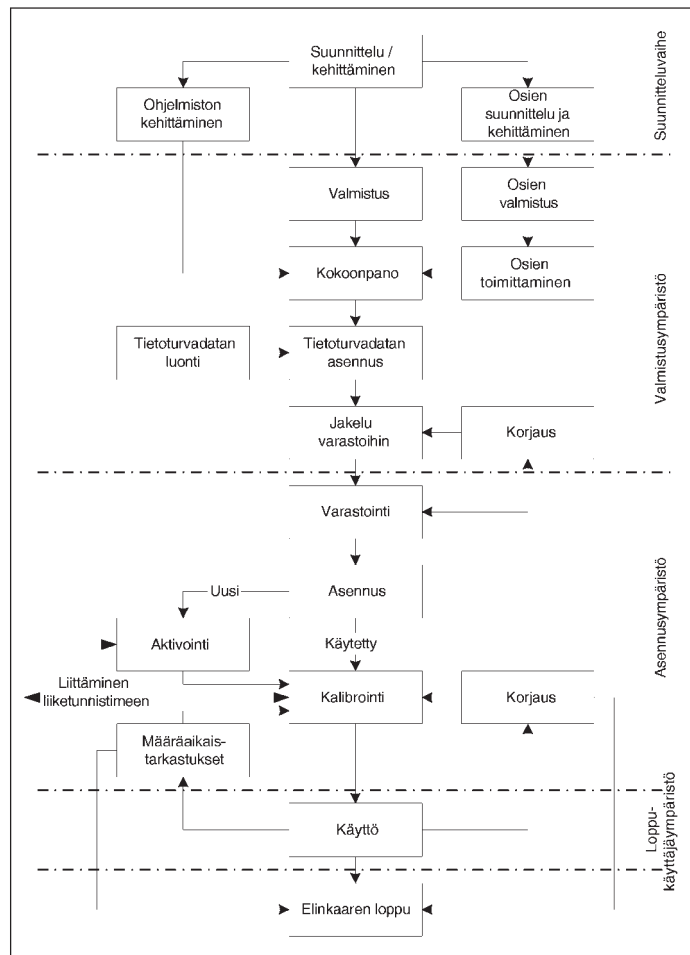 Suunnittelu /
kehittäminen
Ohjelmiston
kehittäminen
Osien
suunnittelu ja
kehittäminen
Suunnitteluvaihe
Valmistus
Osien
valmistus
Kokoonpano
Osien
toimittaminen
Tietoturvadatan
luonti
Tietoturvadatan
asennus
Jakelu
varastoihin
Korjaus
Valmistusympäristö
Varastointi
Uusi
Asennus
Aktivointi
Käytetty
Liittäminen
liiketunnistimeen
Kalibrointi
Korjaus
Määräaikais-
tarkastukset
Asennusympäristö
Käyttö
Loppu-
käyttäjäympäristö
Elinkaaren loppu